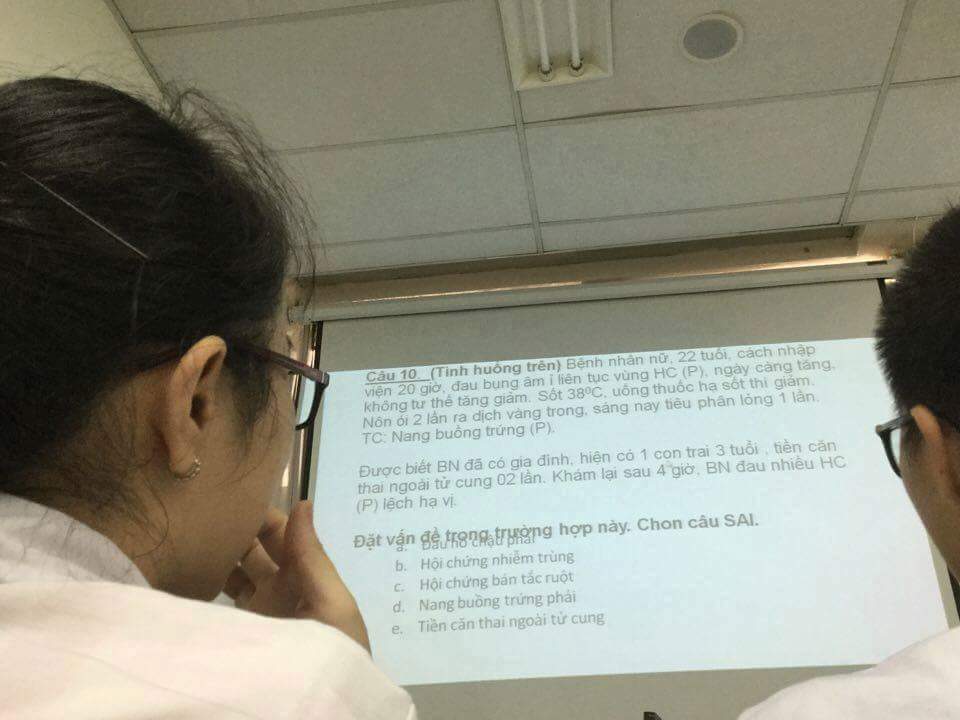 Câu 10 (Tình huống trên) Bệnh nhân nữ, 22 tuổi, cách nhập
viện 20 giờ, đau bụng âm ỉ liên tục vùng HC (P), ngày càng tăng,
không tư thế tăng giảm. Sốt 38⁰C, uống thuốc hạ sốt thì giảm.
Nôn ói 2 lần ra dịch vàng trong, sáng nay tiêu phân lỏng 1 lần.
TC: Nang buồng trứng (P).
Được biết BN đã có gia đình, hiện có 1 con trai 3 tuổi , tiền căn
thai ngoài tử cung 02 lần. Khám lại sau 4 giờ, BN đau nhiều HC
(P) lệch hạ vị.
Đặt vấn đề trong trường hợp này. Chon câu SAI.
a. Đau hố chậu phải
b. Hội chứng nhiễm trùng
c. Hội chứng bán tắc ruột
d. Nang buồng trứng phải
e. Tiền căn thai ngoài tử cung